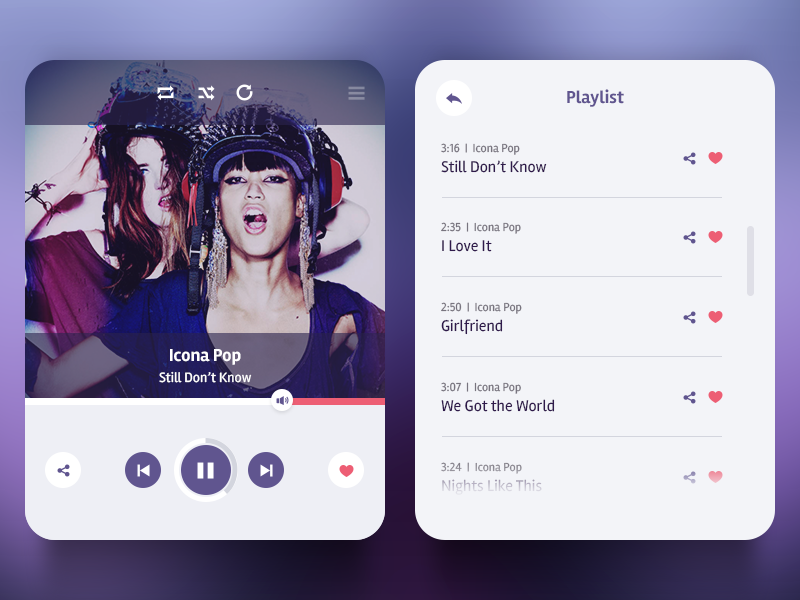 Icona Pop
Still Don’t Know
Playlist
3:16 | Icona Pop
Still Don’t Know
2:35 | Icona Pop
I Love It
2:50 | Icona Pop
Girlfriend
3:07 | Icona Pop
We Got the World
3:24 | Icona Pop
Nights Like This